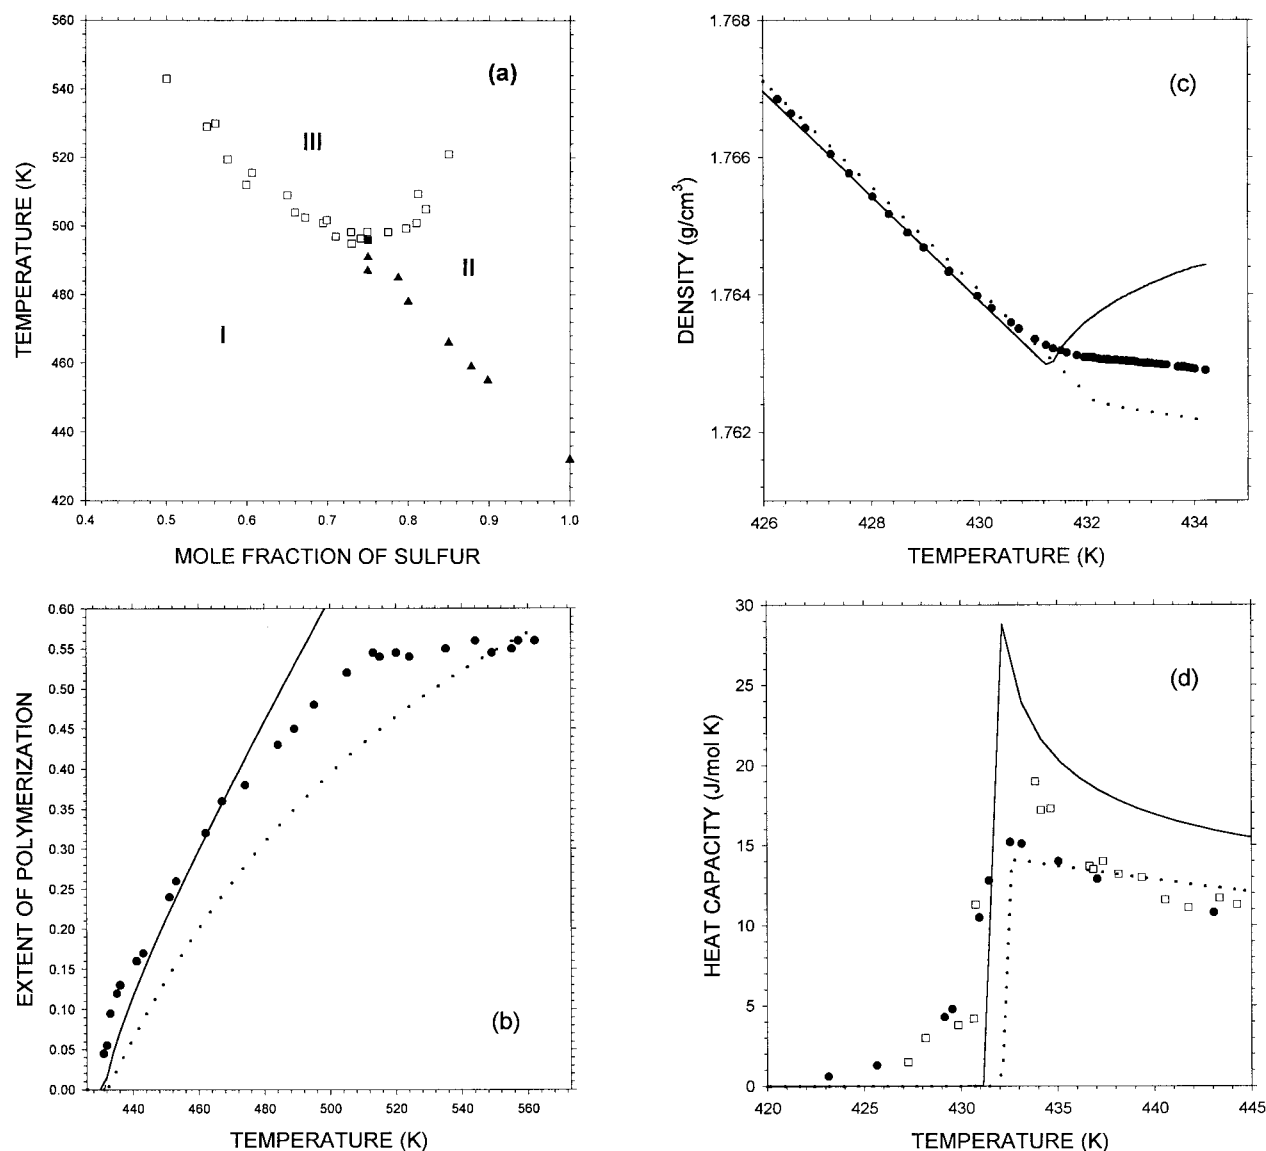 560
540
520
500
480
460
440
420
0.4 0.5 0.6 0.7 0.8 0.9 1.0
TEMPERATURE (K)
MOLE FRACTION OF SULFUR
(a)
III
II
I
1.768
1.766
1.764
1.762
426 428 430 432 434
DENSITY (g/cm³)
TEMPERATURE (K)
(c)
0.60
0.55
0.50
0.45
0.40
0.35
0.30
0.25
0.20
0.15
0.10
0.05
0.00
440 460 480 500 520 540 560
EXTENT OF POLYMERIZATION
TEMPERATURE (K)
(b)
30
25
20
15
10
5
0
420 425 430 435 440 445
HEAT CAPACITY (J/mol K)
TEMPERATURE (K)
(d)